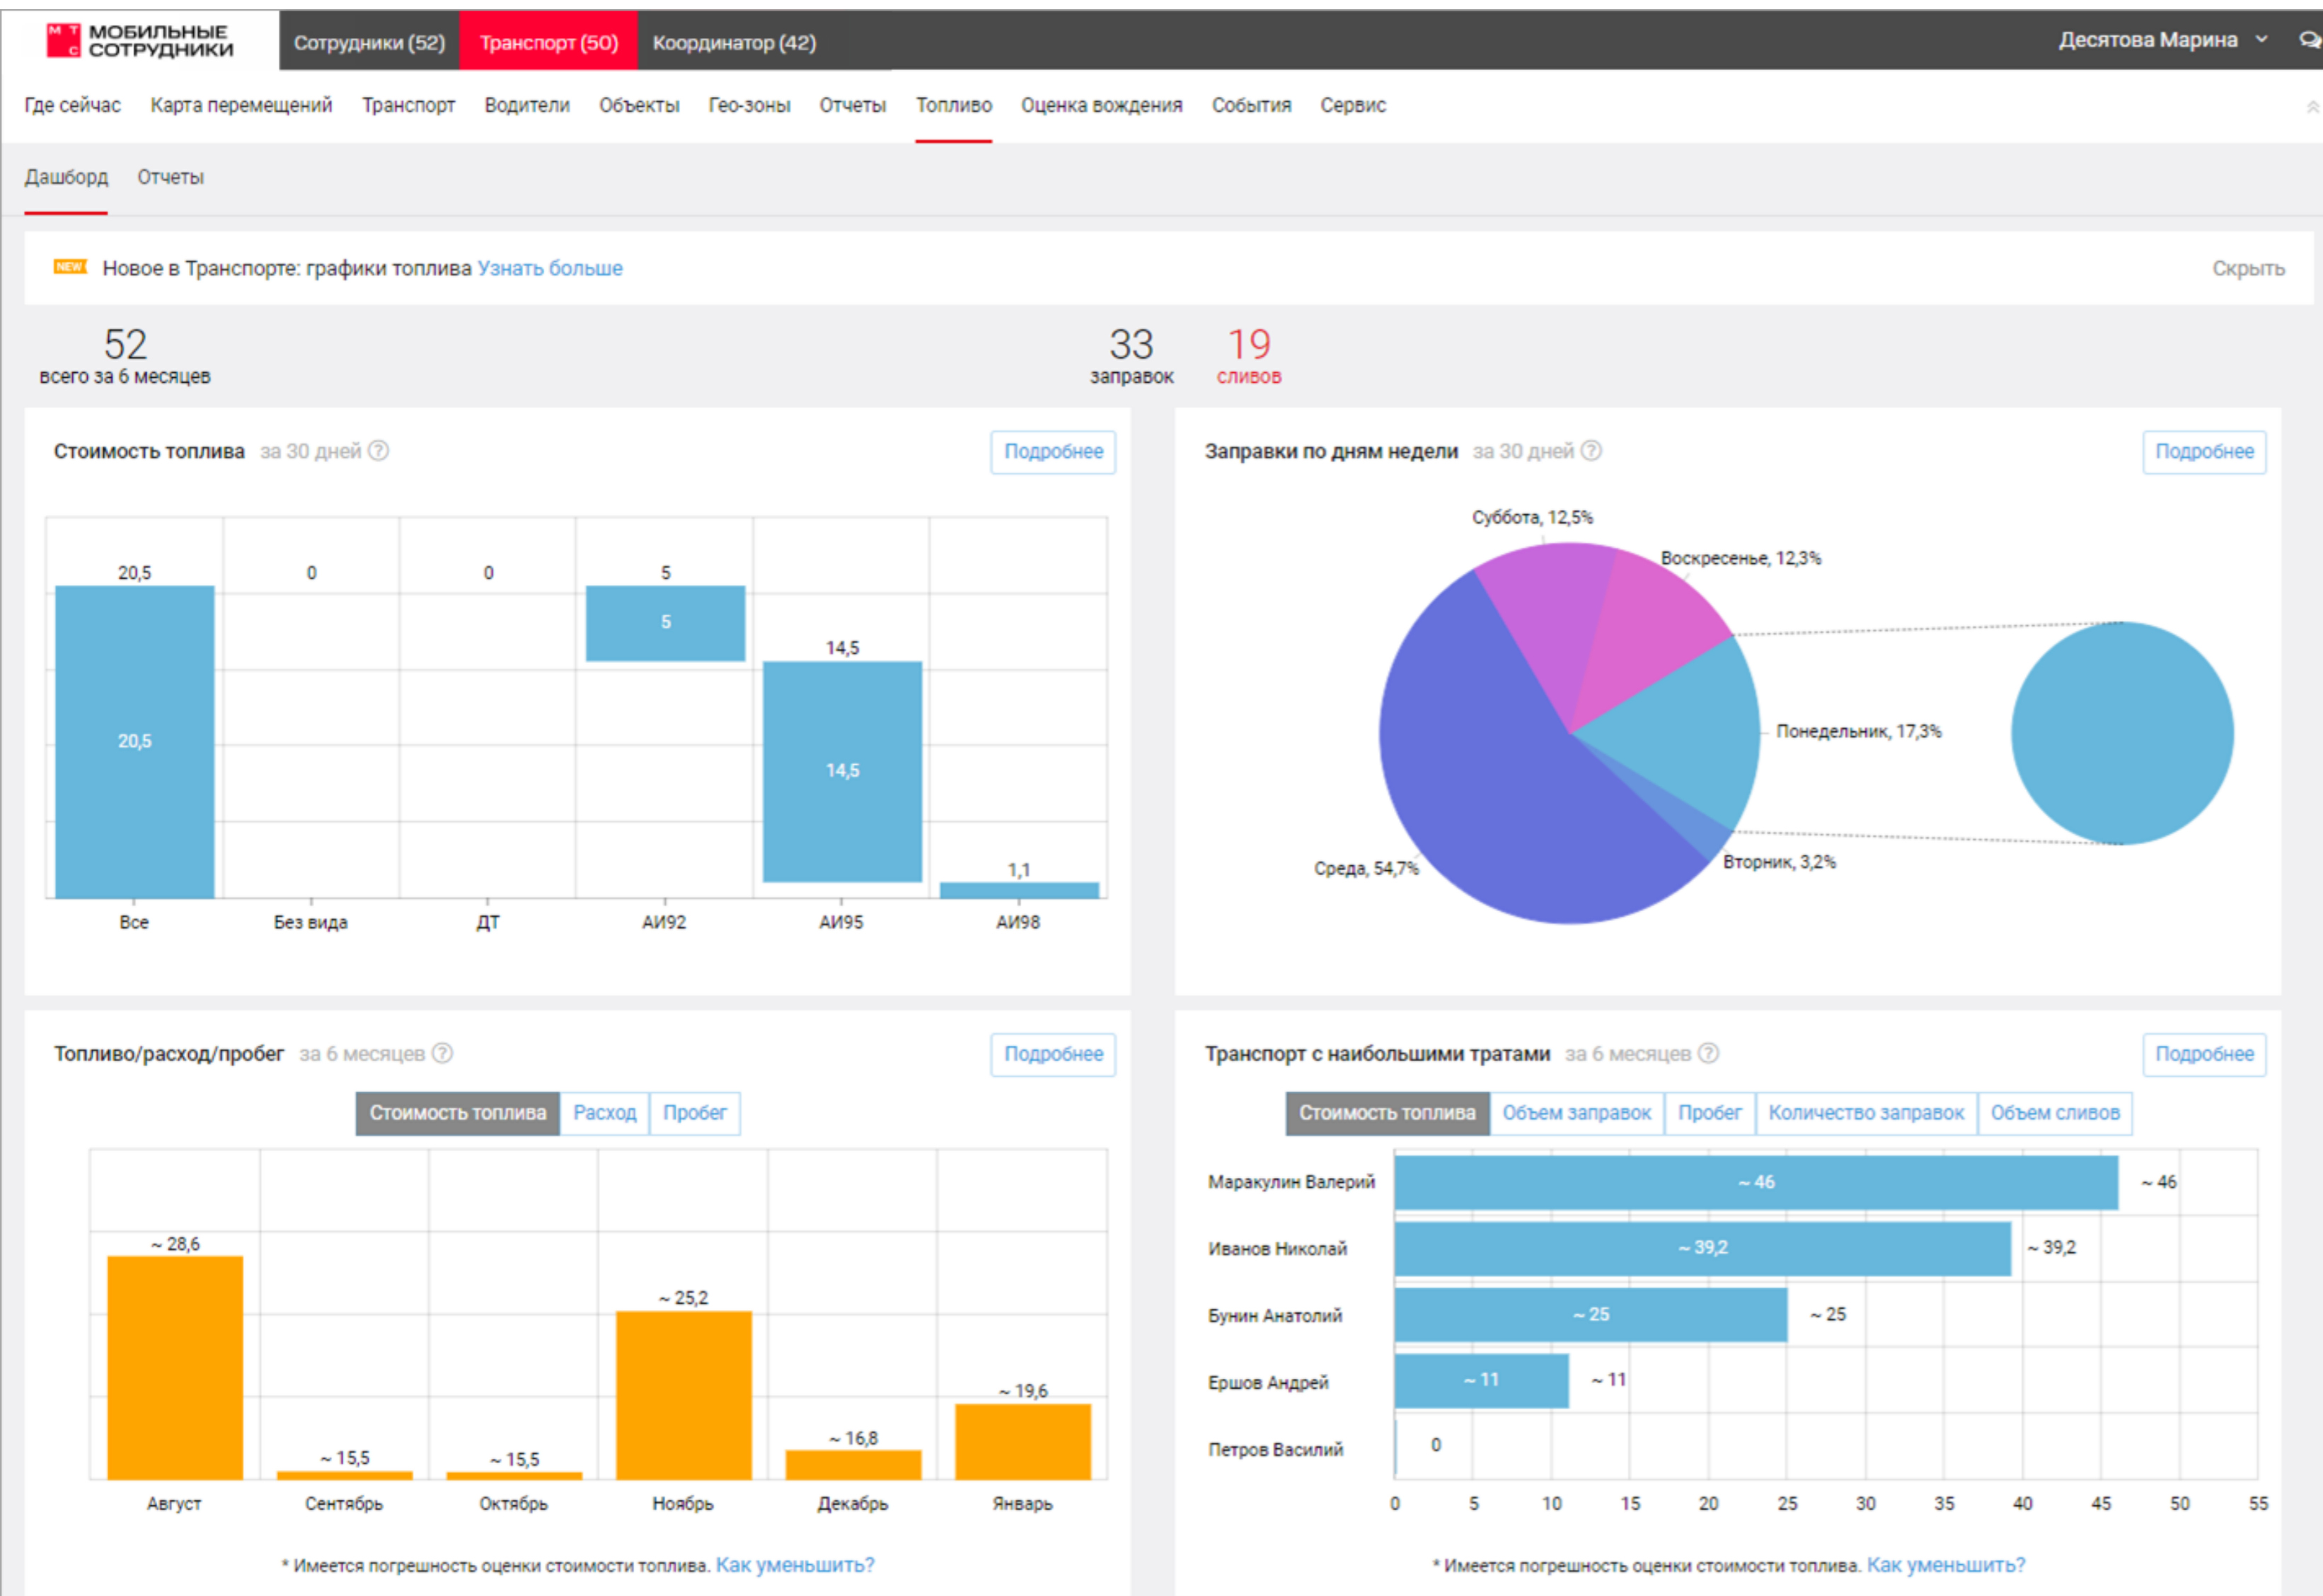 МТС МОБИЛЬНЫЕ СОТРУДНИКИ
Сотрудники (52) Транспорт (50) Координатор (42) Десятова Марина
Где сейчас Карта перемещений Транспорт Водители Объекты Гео-зоны Отчеты Топливо Оценка вождения События Сервис
Дашборд Отчеты
NEW Новое в Транспорте: графики топлива Узнать больше Скрыть
52 33 19
всего за 6 месяцев заправок сливов
Стоимость топлива за 30 дней ? Подробнее
20,5 0 0 5
5
14,5
20,5
14,5
1,1
Все Без вида ДТ АИ92 АИ95 АИ98
Заправки по дням недели за 30 дней ? Подробнее
Суббота, 12,5%
Воскресенье, 12,3%
Понедельник, 17,3%
Вторник, 3,2%
Среда, 54,7%
Топливо/расход/пробег за 6 месяцев ? Подробнее
Стоимость топлива Расход Пробег
~ 28,6
~ 25,2
~ 19,6
~ 16,8
~ 15,5 ~ 15,5
Август Сентябрь Октябрь Ноябрь Декабрь Январь
* Имеется погрешность оценки стоимости топлива. Как уменьшить?
Транспорт с наибольшими тратами за 6 месяцев ? Подробнее
Стоимость топлива Объем заправок Пробег Количество заправок Объем сливов
Маракулин Валерий ~ 46 ~ 46
Иванов Николай ~ 39,2 ~ 39,2
Бунин Анатолий ~ 25 ~ 25
Ершов Андрей ~ 11 ~ 11
Петров Василий 0
0 5 10 15 20 25 30 35 40 45 50 55
* Имеется погрешность оценки стоимости топлива. Как уменьшить?